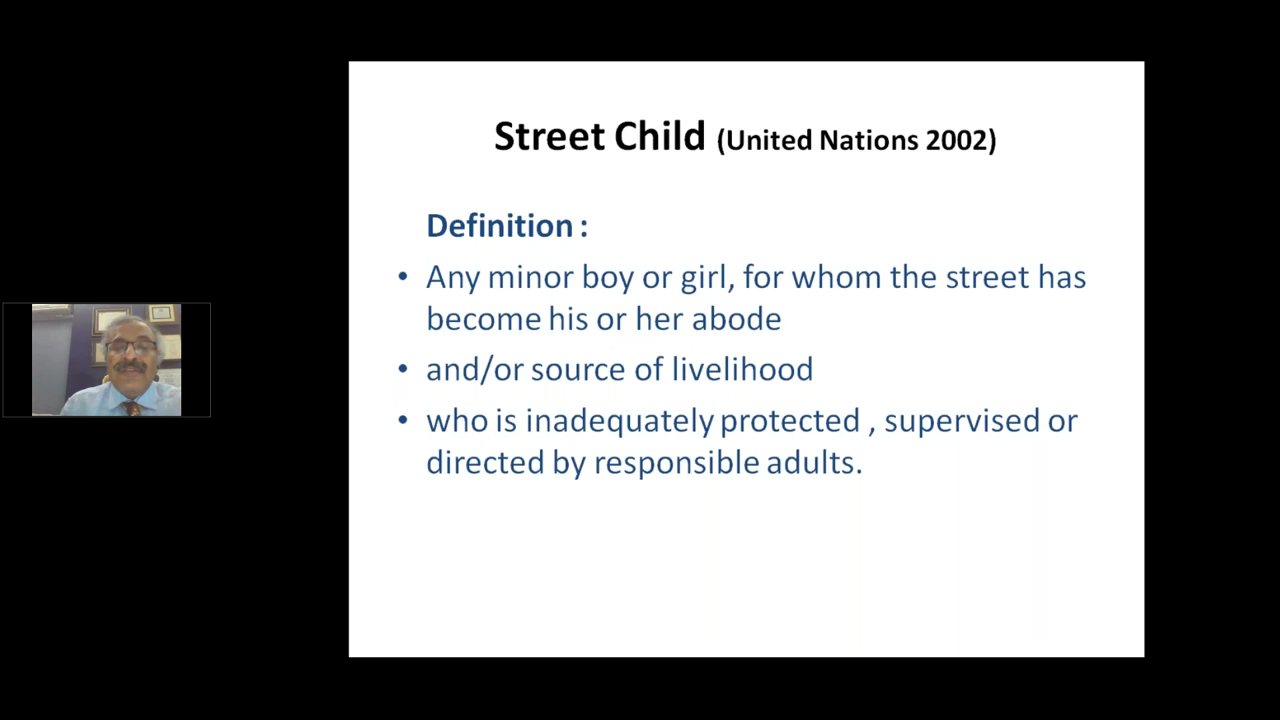 Street Child (United Nations 2002)
Definition :
• Any minor boy or girl, for whom the street has
become his or her abode
• and/or source of livelihood
• who is inadequately protected , supervised or
directed by responsible adults.